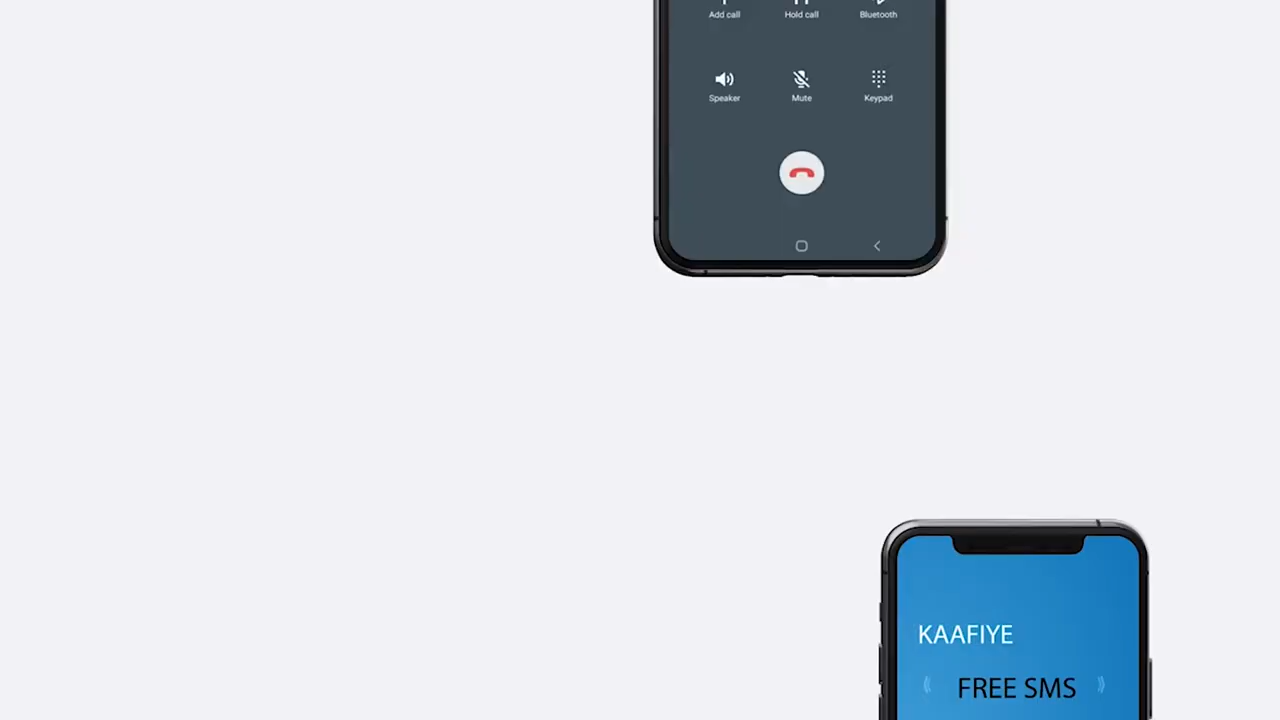 Add call Hold call Bluetooth
Speaker Mute Keypad
KAAFIYE
FREE SMS